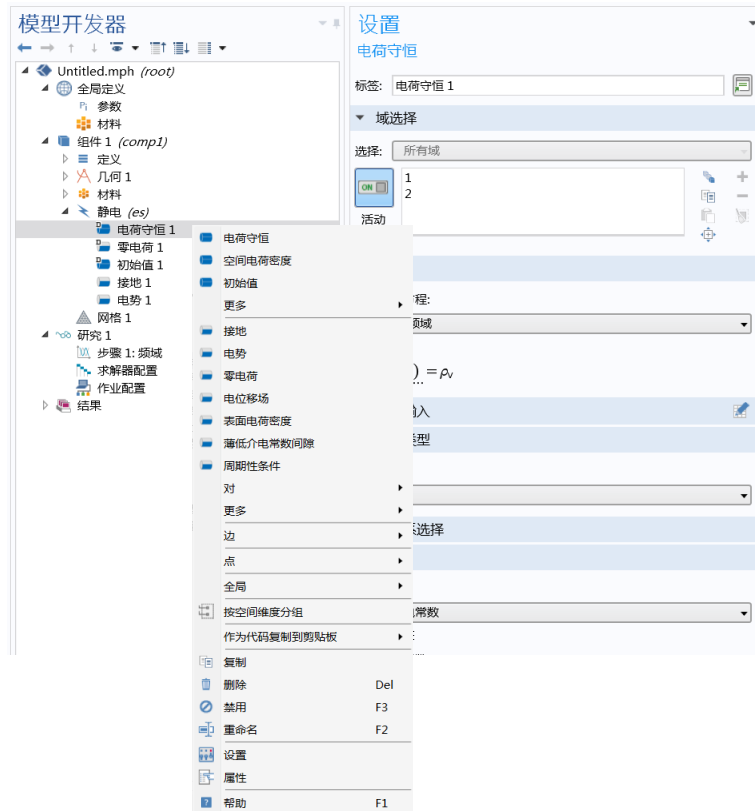 模型开发器
Untitled.mph (root)
全局定义
Pi 参数
材料
组件 1 (comp1)
定义
几何 1
材料
静电 (es)
电荷守恒 1
零电荷 1
初始值 1
接地 1
电势 1
网格 1
研究 1
步骤 1: 频域
求解器配置
作业配置
结果
电荷守恒
空间电荷密度
初始值
更多
接地
电势
零电荷
电位移场
表面电荷密度
薄低介电常数间隙
周期性条件
对
更多
边
点
全局
按空间维度分组
作为代码复制到剪贴板
复制
删除 Del
禁用 F3
重命名 F2
设置
属性
帮助 F1
设置
电荷守恒
标签: 电荷守恒 1
域选择
选择: 所有域
ON
1
2
活动
程:
频域
) = ρv
入
类型
系选择
常数